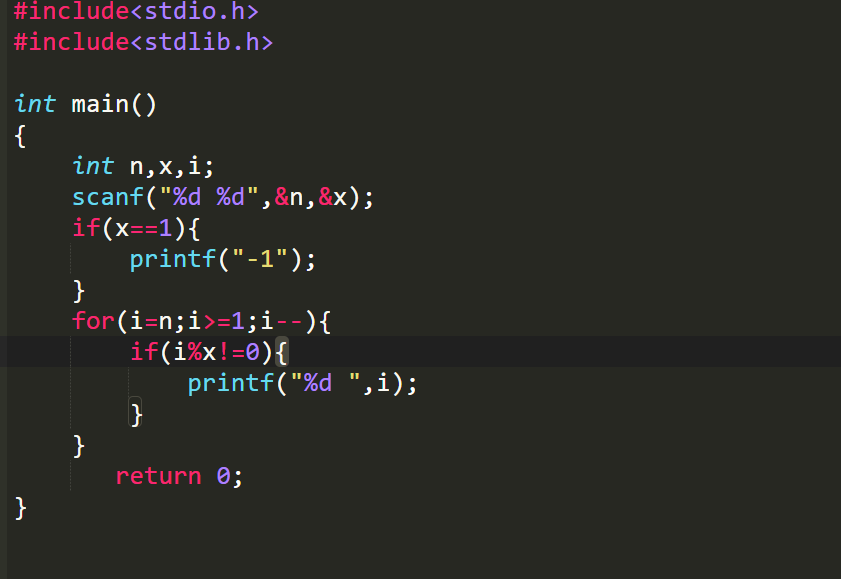 #include<stdio.h>
#include<stdlib.h>
int main()
{
int n,x,i;
scanf("%d %d",&n,&x);
if(x==1){
printf("-1");
}
for(i=n;i>=1;i--){
if(i%x!=0){
printf("%d ",i);
}
}
return 0;
}